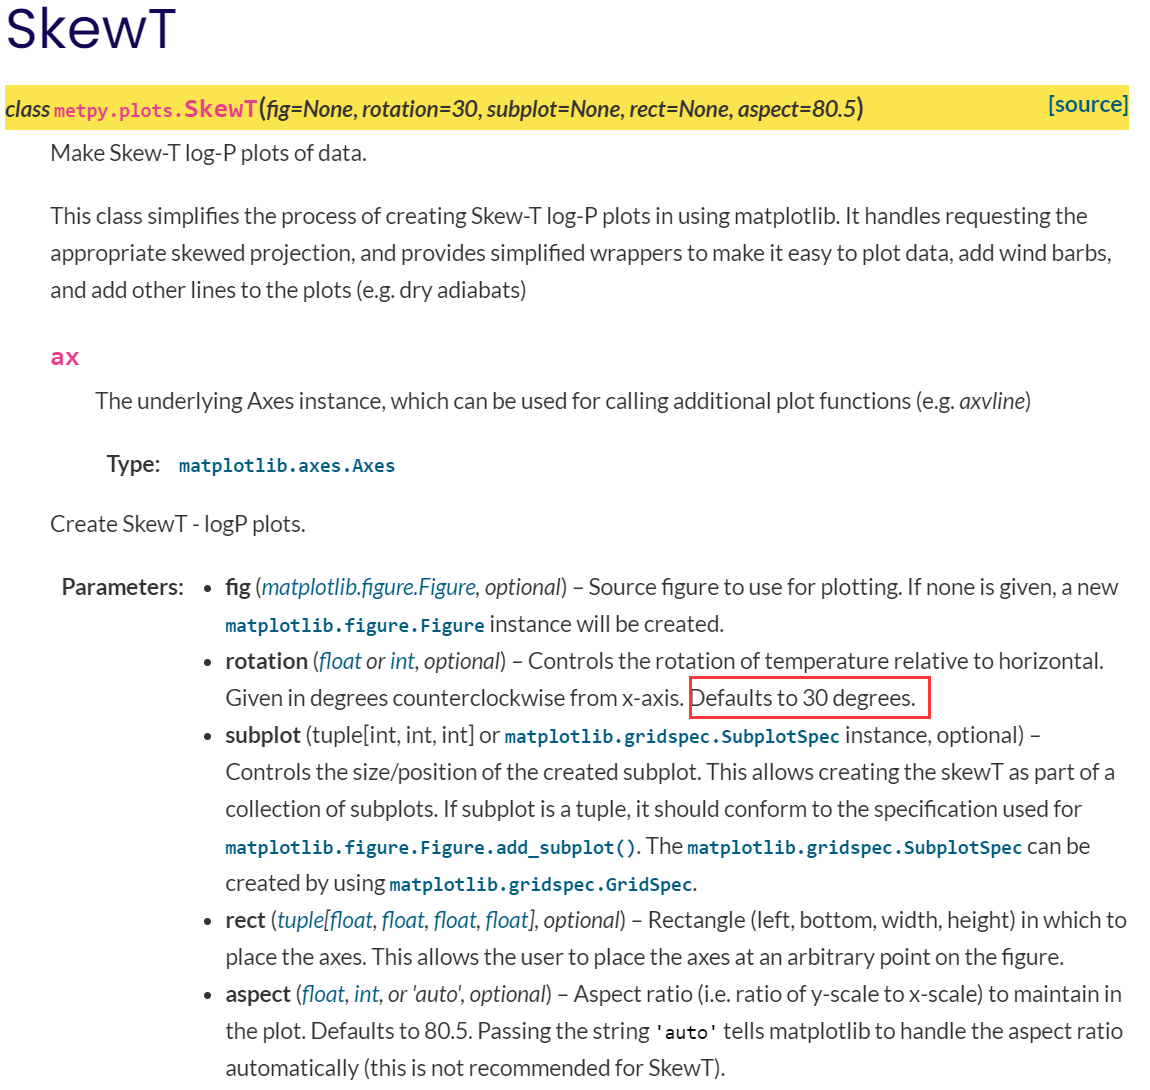 SkewT
class metpy.plots.SkewT(fig=None, rotation=30, subplot=None, rect=None, aspect=80.5) [source]
Make Skew-T log-P plots of data.
This class simplifies the process of creating Skew-T log-P plots in using matplotlib. It handles requesting the
appropriate skewed projection, and provides simplified wrappers to make it easy to plot data, add wind barbs,
and add other lines to the plots (e.g. dry adiabats)
ax
The underlying Axes instance, which can be used for calling additional plot functions (e.g. axvline)
Type: matplotlib.axes.Axes
Create SkewT - logP plots.
Parameters: • fig (matplotlib.figure.Figure, optional) – Source figure to use for plotting. If none is given, a new
matplotlib.figure.Figure instance will be created.
• rotation (float or int, optional) – Controls the rotation of temperature relative to horizontal.
Given in degrees counterclockwise from x-axis. Defaults to 30 degrees.
• subplot (tuple[int, int, int] or matplotlib.gridspec.SubplotSpec instance, optional) –
Controls the size/position of the created subplot. This allows creating the skewT as part of a
collection of subplots. If subplot is a tuple, it should conform to the specification used for
matplotlib.figure.Figure.add_subplot(). The matplotlib.gridspec.SubplotSpec can be
created by using matplotlib.gridspec.GridSpec.
• rect (tuple[float, float, float, float], optional) – Rectangle (left, bottom, width, height) in which to
place the axes. This allows the user to place the axes at an arbitrary point on the figure.
• aspect (float, int, or 'auto', optional) – Aspect ratio (i.e. ratio of y-scale to x-scale) to maintain in
the plot. Defaults to 80.5. Passing the string 'auto' tells matplotlib to handle the aspect ratio
automatically (this is not recommended for SkewT).